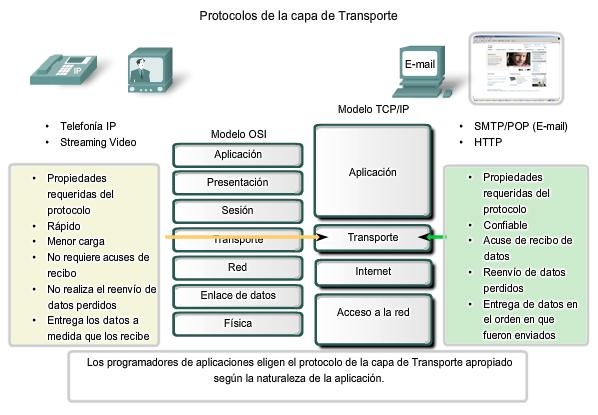 Protocolos de la capa de Transporte
IP
E-mail
• Telefonía IP
• Streaming Video
Modelo OSI
Modelo TCP/IP
• SMTP/POP (E-mail)
• HTTP
• Propiedades
requeridas del
protocolo
• Rápido
• Menor carga
• No requiere acuses de
recibo
• No realiza el reenvío de
datos perdidos
• Entrega los datos a
medida que los recibe
Aplicación
Presentación
Sesión
Transporte
Red
Enlace de datos
Física
Aplicación
Transporte
Internet
Acceso a la red
• Propiedades
requeridas del
protocolo
• Confiable
• Acuse de recibo de
datos
• Reenvío de datos
perdidos
• Entrega de datos en
el orden en que
fueron enviados
Los programadores de aplicaciones eligen el protocolo de la capa de Transporte apropiado
según la naturaleza de la aplicación.